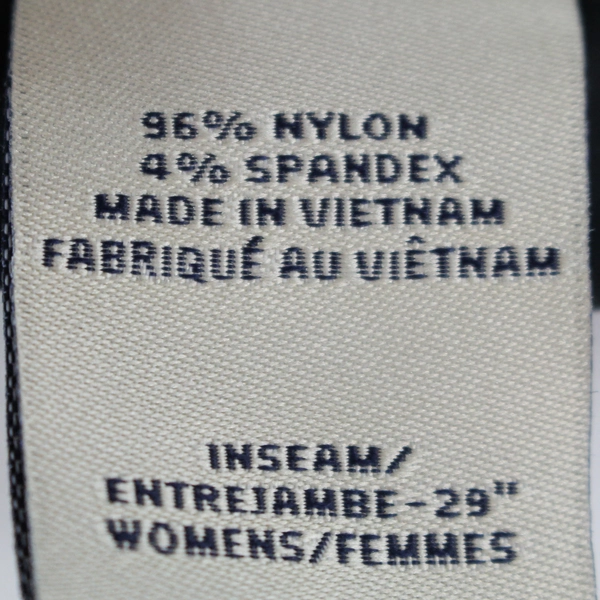 96% NYLON
4% SPANDEX
MADE IN VIETNAM
FABRIQUÉ AU VIÊTNAM
INSEAM/
ENTREJAMBE-29"
WOMENS/FEMMES